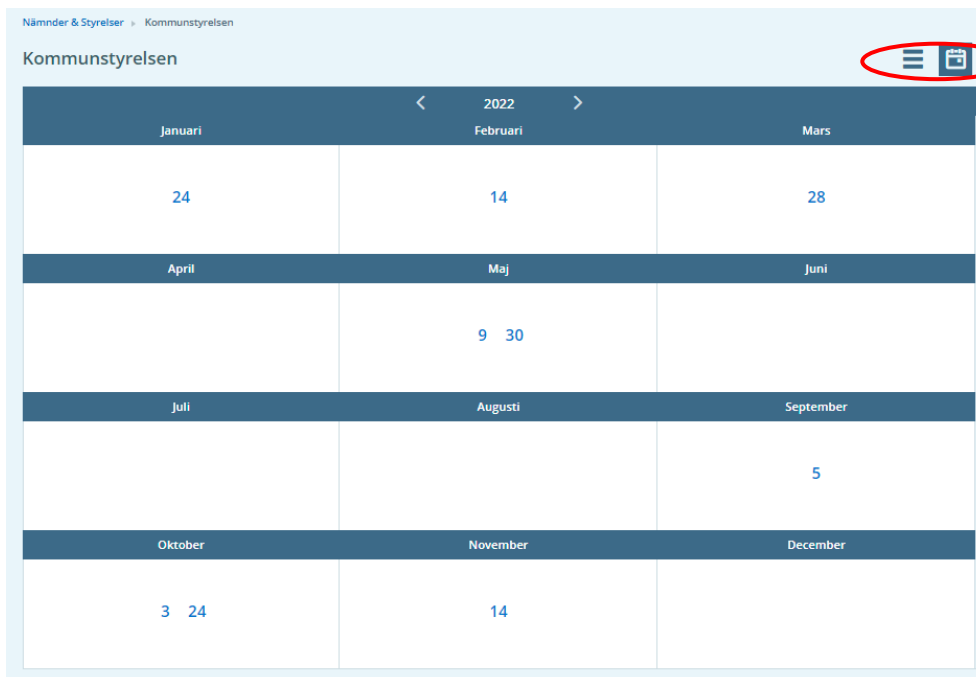 Nämnder & Styrelser Kommunstyrelsen
Kommunstyrelsen
2022
Januari Februari Mars
24 14 28
April Maj Juni
9 30
Juli Augusti September
5
Oktober November December
3 24 14